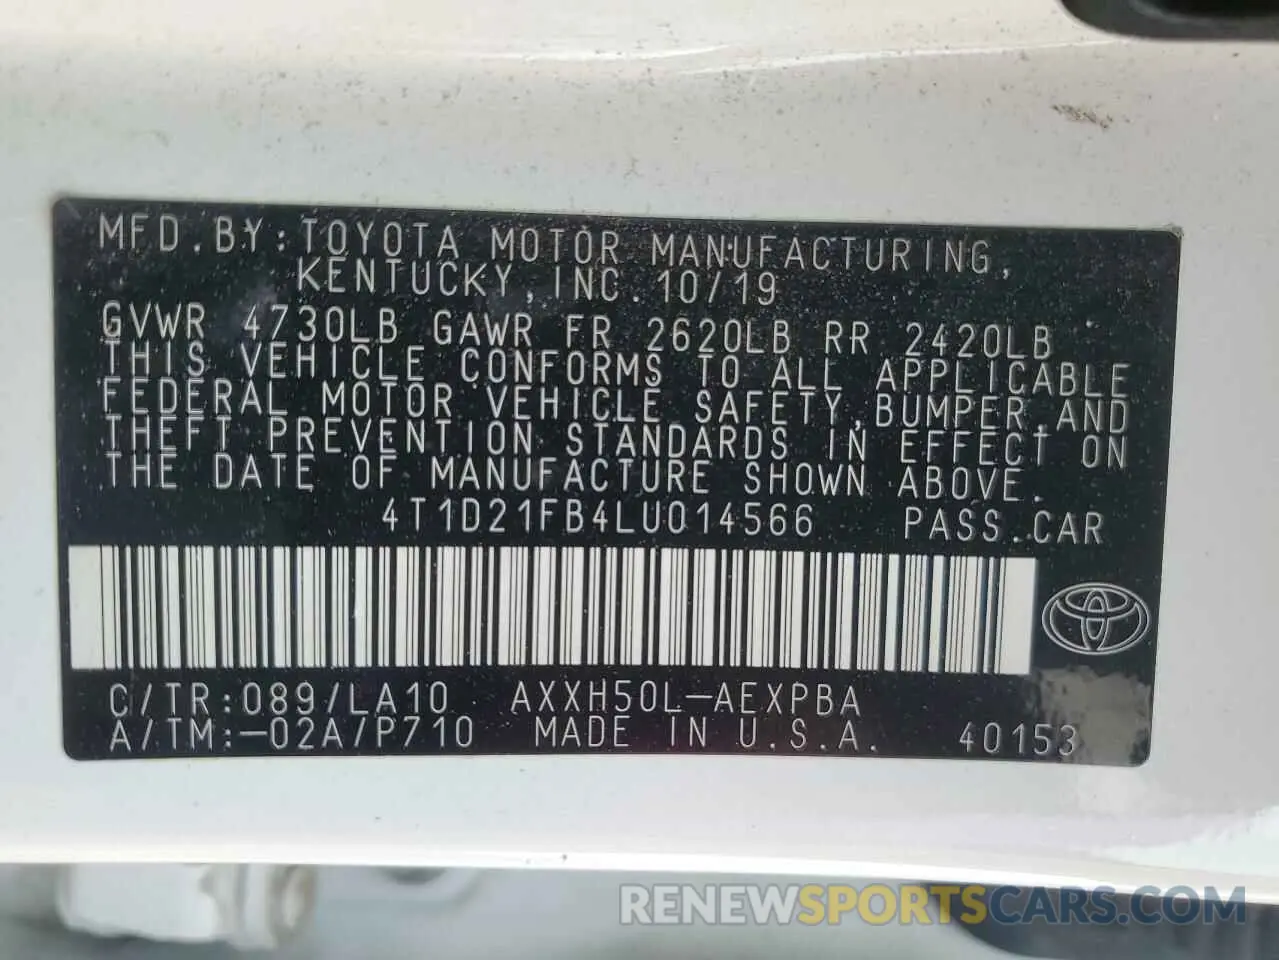 MFD.BY:TOYOTA MOTOR MANUFACTURING,
KENTUCKY,INC.10/19
GVWR 4730LB GAWR FR 2620LB RR 2420LB
THIS VEHICLE CONFORMS TO ALL APPLICABLE
FEDERAL MOTOR VEHICLE SAFETY,BUMPER,AND
THEFT PREVENTION STANDARDS IN EFFECT ON
THE DATE OF MANUFACTURE SHOWN ABOVE.
4T1D21FB4LU014566 PASS.CAR
C/TR:089/LA10 AXXH50L-AEXPBA
A/TM:-02A/P710 MADE IN U.S.A. 40153
RENEWSPORTSCARS.COM